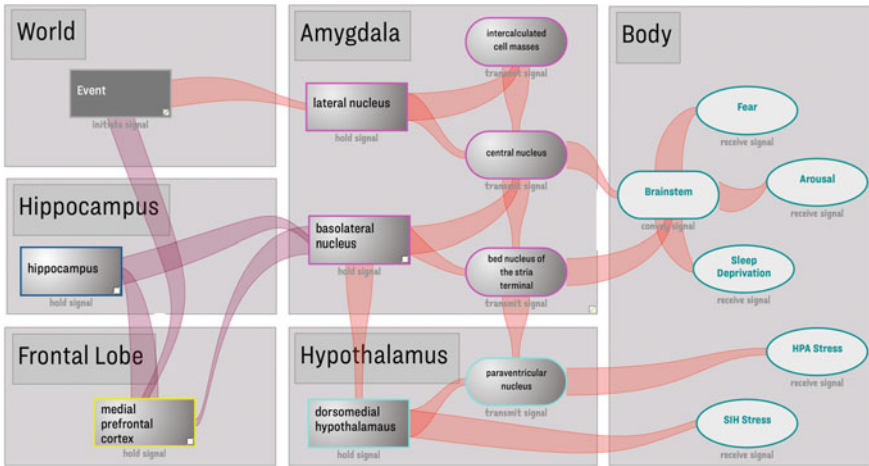 World
Event
initiate signal
Hippocampus
hippocampus
hold signal
Frontal Lobe
medial
prefrontal
cortex
hold signal
Amygdala
intercalculated
cell masses
transmit signal
lateral nucleus
hold signal
central nucleus
transmit signal
basolateral
nucleus
hold signal
bed nucleus of
the stria
terminal
transmit signal
Hypothalamus
paraventricular
nucleus
transmit signal
dorsomedial
hypothalamaus
hold signal
Body
Fear
receive signal
Brainstem
convey signal
Arousal
receive signal
Sleep
Deprivation
receive signal
HPA Stress
receive signal
SIH Stress
receive signal